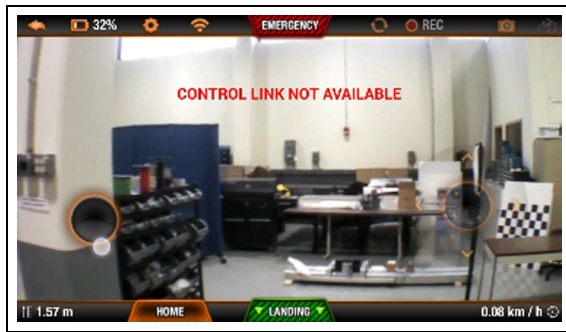 32%
EMERGENCY
REC
CONTROL LINK NOT AVAILABLE
1.57 m
HOME
LANDING
0.08 km / h